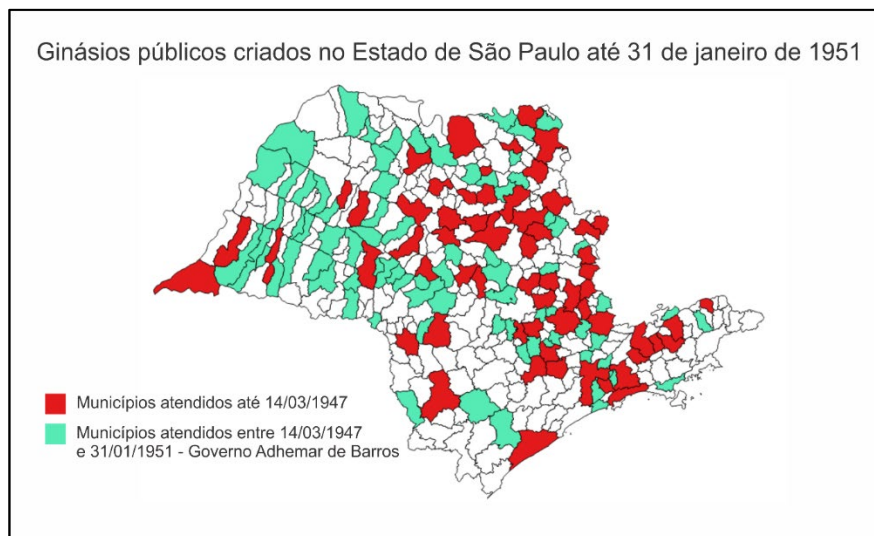 Ginásios públicos criados no Estado de São Paulo até 31 de janeiro de 1951
Municípios atendidos até 14/03/1947
Municípios atendidos entre 14/03/1947
e 31/01/1951 - Governo Adhemar de Barros